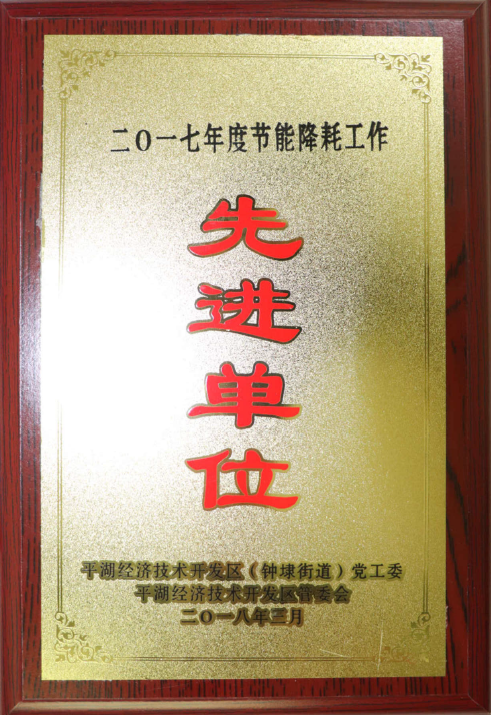 二〇一七年度节能降耗工作
先
进
单
位
平湖经济技术开发区（钟埭街道）党工委
平湖经济技术开发区管委会
二〇一八年三月